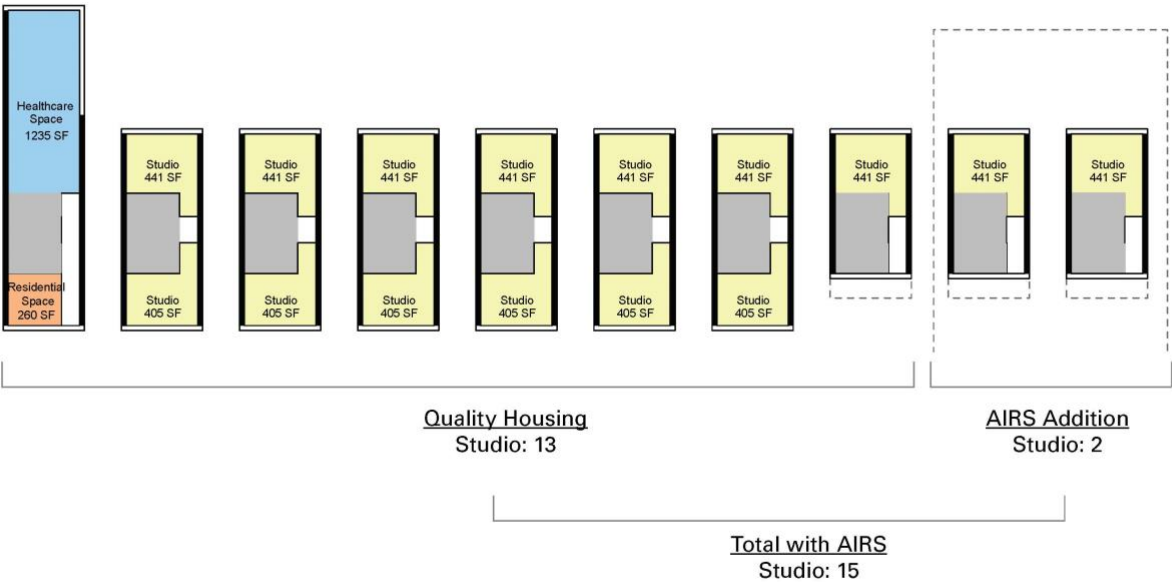 Healthcare
Space
1235 SF
Residential
Space
260 SF
Studio
441 SF
Studio
405 SF
Studio
441 SF
Studio
405 SF
Studio
441 SF
Studio
405 SF
Studio
441 SF
Studio
405 SF
Studio
441 SF
Studio
405 SF
Studio
441 SF
Studio
405 SF
Studio
441 SF
Studio
441 SF
Studio
441 SF
Quality Housing
Studio: 13
AIRS Addition
Studio: 2
Total with AIRS
Studio: 15